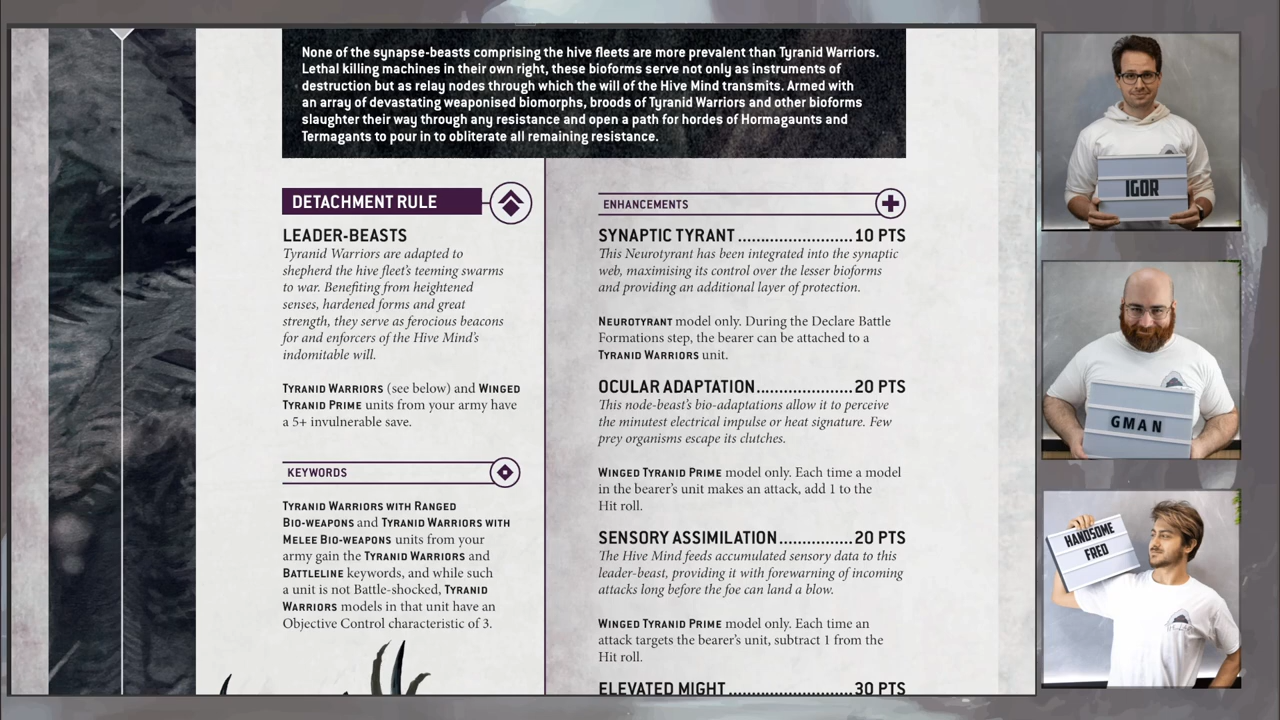 None of the synapse-beasts comprising the hive fleets are more prevalent than Tyranid Warriors.
Lethal killing machines in their own right, these bioforms serve not only as instruments of
destruction but as relay nodes through which the will of the Hive Mind transmits. Armed with
an array of devastating weaponised biomorphs, broods of Tyranid Warriors and other bioforms
slaughter their way through any resistance and open a path for hordes of Hormagaunts and
Termagants to pour in to obliterate all remaining resistance.
DETACHMENT RULE
LEADER-BEASTS
Tyranid Warriors are adapted to
shepherd the hive fleet's teeming swarms
to war. Benefiting from heightened
senses, hardened forms and great
strength, they serve as ferocious beacons
for and enforcers of the Hive Mind's
indomitable will.
TYRANID WARRIORS (see below) and WINGED
TYRANID PRIME units from your army have
a 5+ invulnerable save.
KEYWORDS
TYRANID WARRIORS WITH RANGED
BIO-WEAPONS and TYRANID WARRIORS WITH
MELEE BIO-WEAPONS units from your
army gain the TYRANID WARRIORS and
BATTLELINE keywords, and while such
a unit is not Battle-shocked, TYRANID
WARRIORS models in that unit have an
Objective Control characteristic of 3.
ENHANCEMENTS
SYNAPTIC TYRANT ......................... 10 PTS
This Neurotyrant has been integrated into the synaptic
web, maximising its control over the lesser bioforms
and providing an additional layer of protection.
NEUROTYRANT model only. During the Declare Battle
Formations step, the bearer can be attached to a
TYRANID WARRIORS unit.
OCULAR ADAPTATION..................... 20 PTS
This node-beast's bio-adaptations allow it to perceive
the minutest electrical impulse or heat signature. Few
prey organisms escape its clutches.
WINGED TYRANID PRIME model only. Each time a model
in the bearer's unit makes an attack, add 1 to the
Hit roll.
SENSORY ASSIMILATION................ 20 PTS
The Hive Mind feeds accumulated sensory data to this
leader-beast, providing it with forewarning of incoming
attacks long before the foe can land a blow.
WINGED TYRANID PRIME model only. Each time an
attack targets the bearer's unit, subtract 1 from the
Hit roll.
ELEVATED MIGHT ........................... 30 PTS
IGOR
GMAN
HANDSOME
FRED